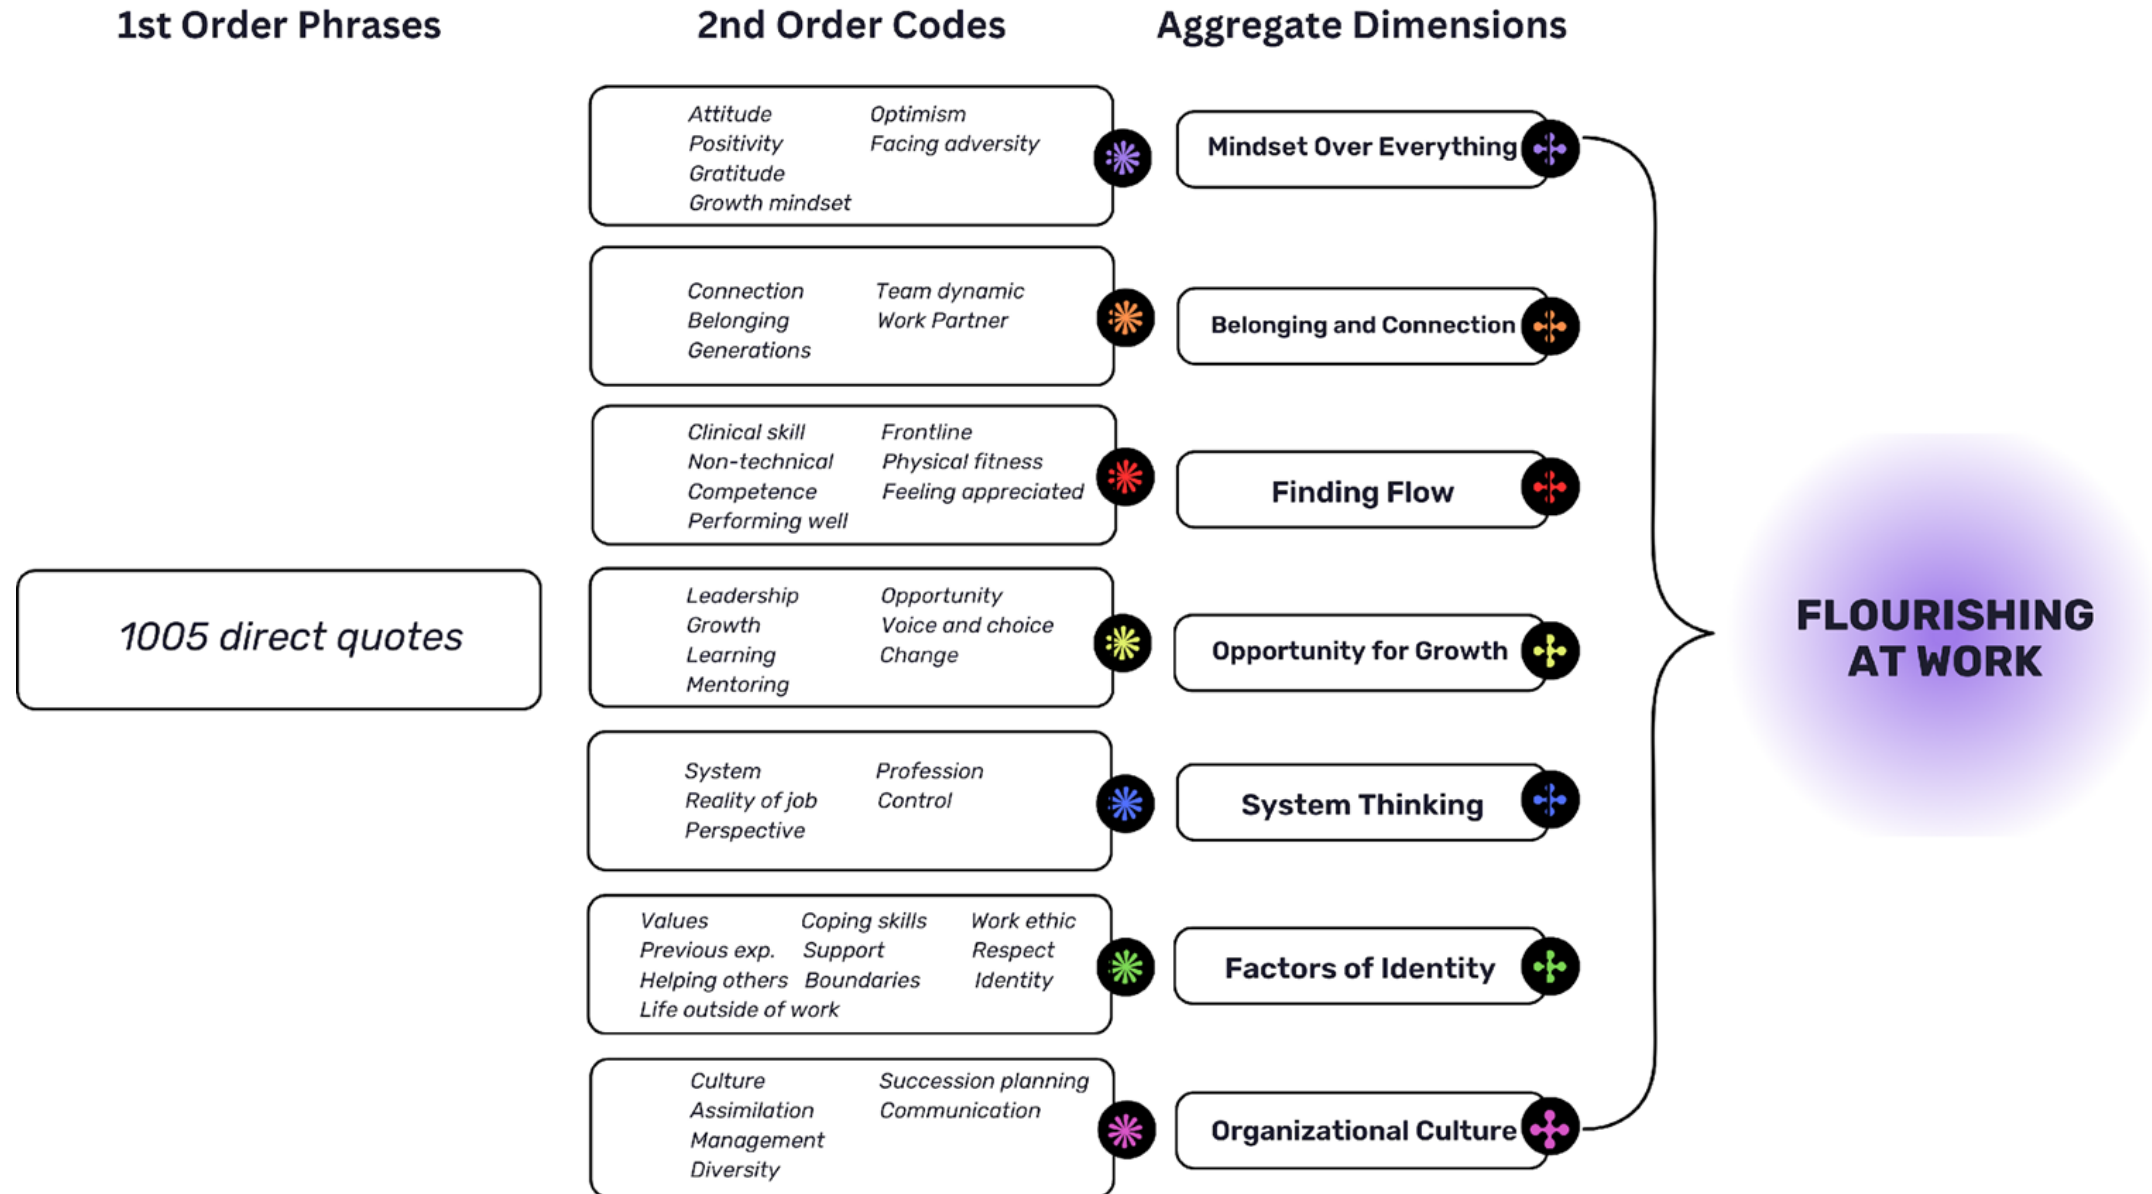 1st Order Phrases
2nd Order Codes
Aggregate Dimensions
1005 direct quotes
Attitude
Positivity
Gratitude
Growth mindset
Optimism
Facing adversity
Mindset Over Everything
Connection
Belonging
Generations
Team dynamic
Work Partner
Belonging and Connection
Clinical skill
Non-technical
Competence
Performing well
Frontline
Physical fitness
Feeling appreciated
Finding Flow
Leadership
Growth
Learning
Mentoring
Opportunity
Voice and choice
Change
Opportunity for Growth
System
Reality of job
Perspective
Profession
Control
System Thinking
Values
Previous exp.
Helping others
Life outside of work
Coping skills
Support
Boundaries
Work ethic
Respect
Identity
Factors of Identity
Culture
Assimilation
Management
Diversity
Succession planning
Communication
Organizational Culture
FLOURISHING
AT WORK